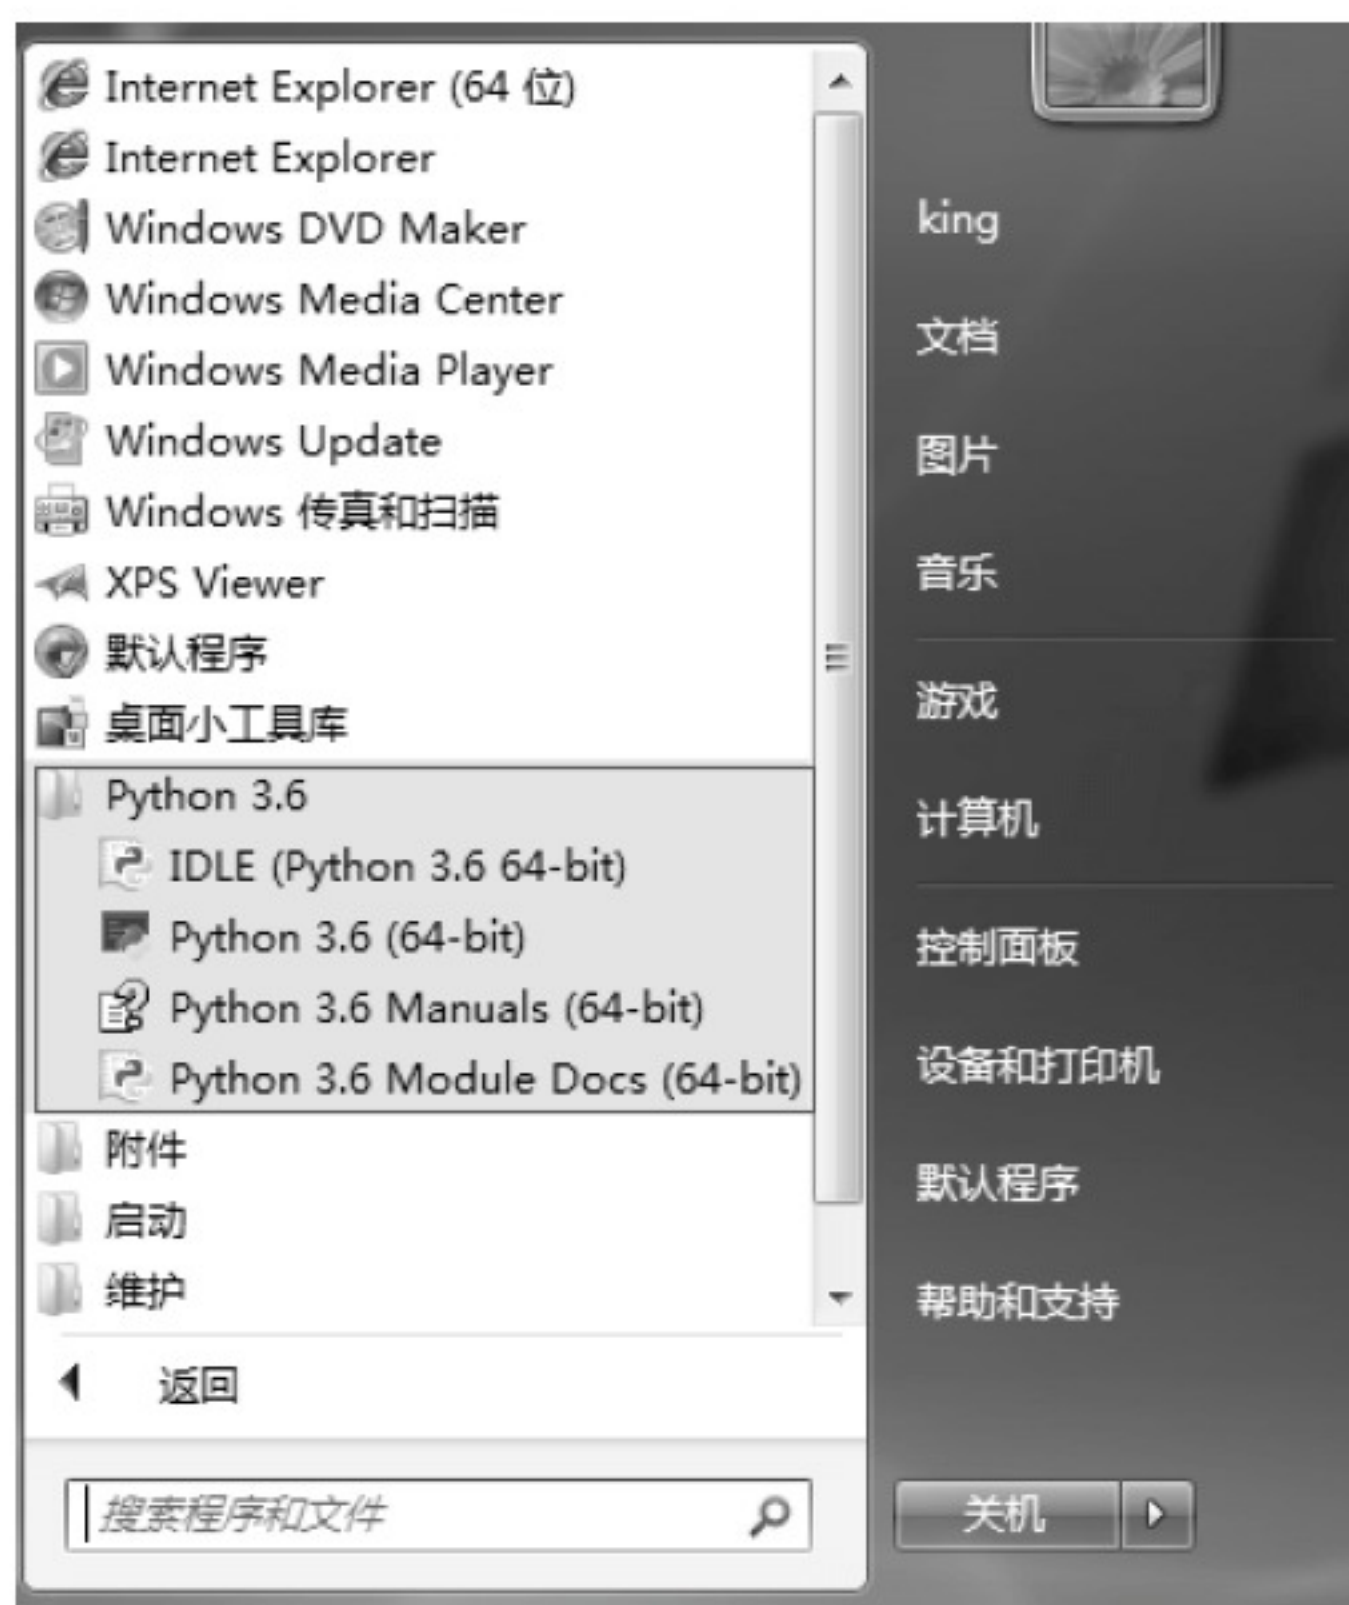 Internet Explorer (64 位)
Internet Explorer
Windows DVD Maker
Windows Media Center
Windows Media Player
Windows Update
Windows 传真和扫描
XPS Viewer
默认程序
桌面小工具库
Python 3.6
IDLE (Python 3.6 64-bit)
Python 3.6 (64-bit)
Python 3.6 Manuals (64-bit)
Python 3.6 Module Docs (64-bit)
附件
启动
维护
返回
搜索程序和文件
king
文档
图片
音乐
游戏
计算机
控制面板
设备和打印机
默认程序
帮助和支持
关机